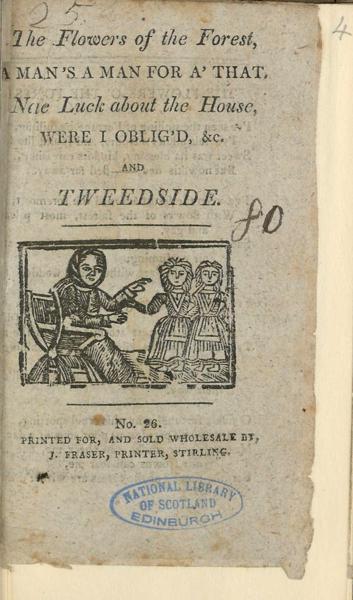 25.
4
The Flowers of the Forest,
A MAN'S A MAN FOR A' THAT,
Nae Luck about the House,
WERE I OBLIG'D, &c.
AND
TWEEDSIDE.
80
No. 26.
PRINTED FOR, AND SOLD WHOLESALE BY,
J. FRASER, PRINTER, STIRLING.
NATIONAL LIBRARY
OF SCOTLAND
EDINBURGH